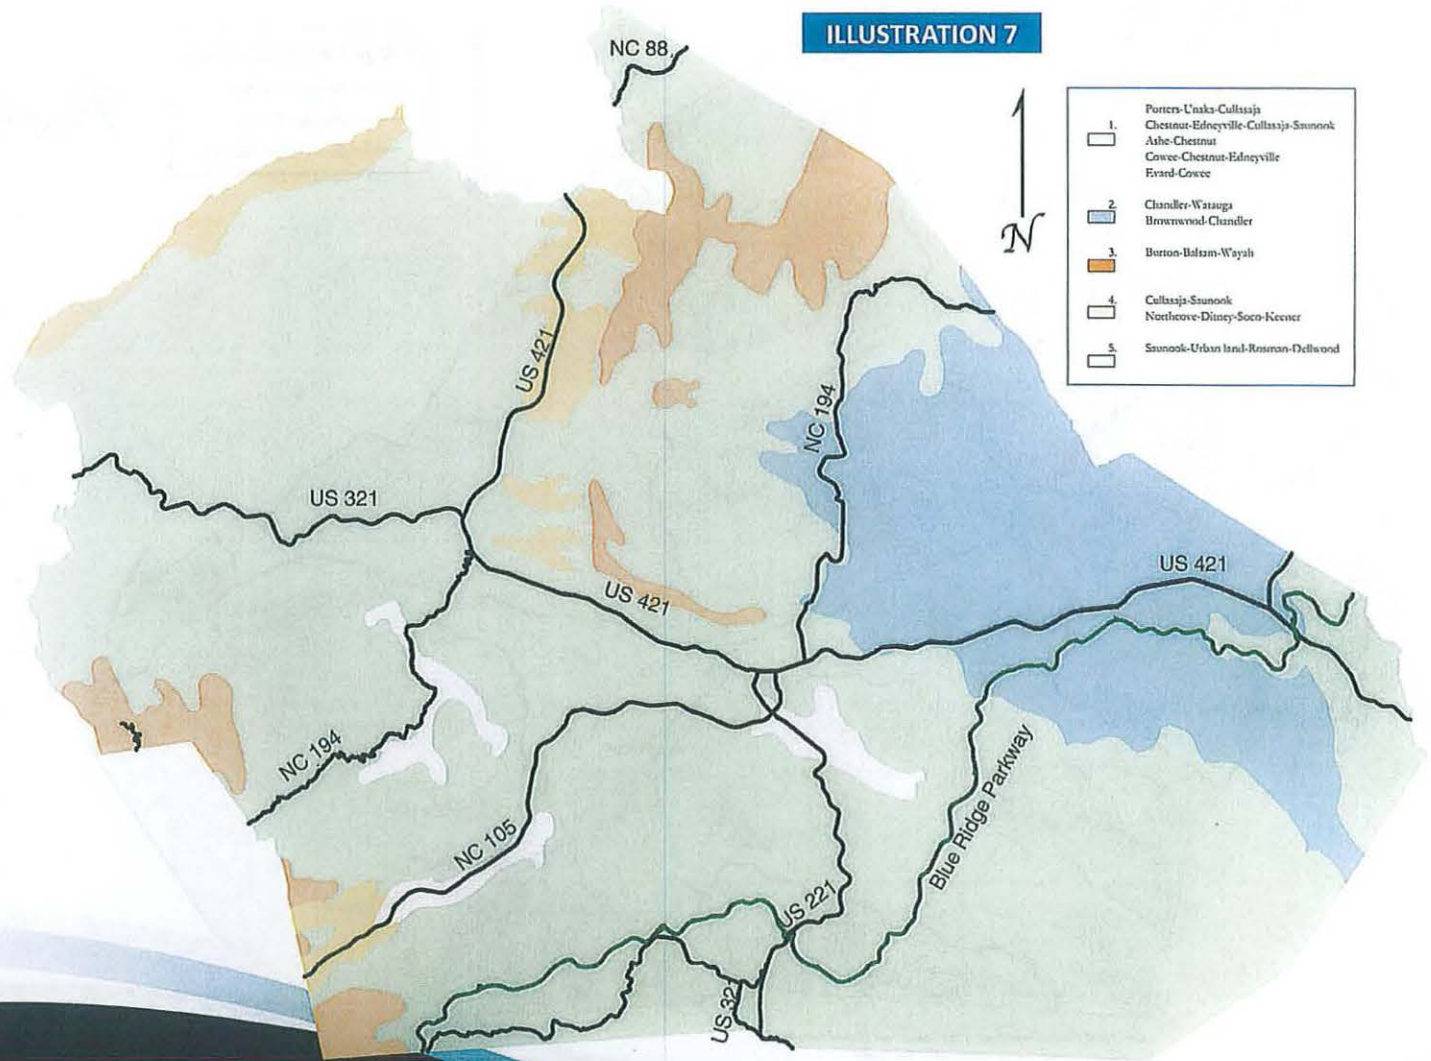 ILLUSTRATION 7
NC 88
N
1.
Porters-Unaka-Cullasaja
Chestnut-Edneyville-Cullasaja-Saunook
Ashe-Chestnut
Cowee-Chestnut-Edneyville
Evard-Cowee
2.
Chandler-Watauga
Brownwood-Chandler
3.
Burton-Balsam-Wayah
4.
Cullasaja-Saunook
Northcove-Ditney-Soco-Keener
5.
Saunook-Urban land-Rosman-Dellwood
US 421
NC 194
US 321
US 421
US 421
NC 194
NC 105
Blue Ridge Parkway
US 221
US 321